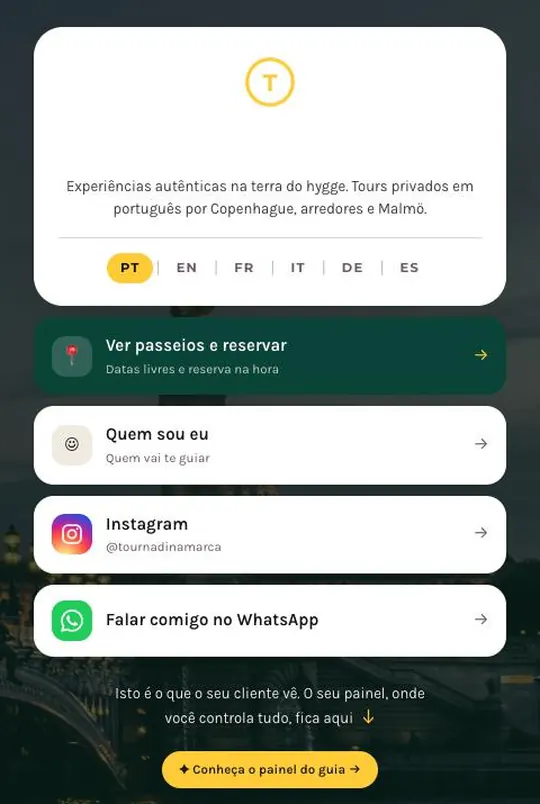 T
Experiências autênticas na terra do hygge. Tours privados em
português por Copenhague, arredores e Malmö.
PT | EN | FR | IT | DE | ES
Ver passeios e reservar →
Datas livres e reserva na hora
Quem sou eu →
Quem vai te guiar
Instagram →
@tournadinamarca
Falar comigo no WhatsApp →
Isto é o que o seu cliente vê. O seu painel, onde
você controla tudo, fica aqui ↓
✦ Conheça o painel do guia →